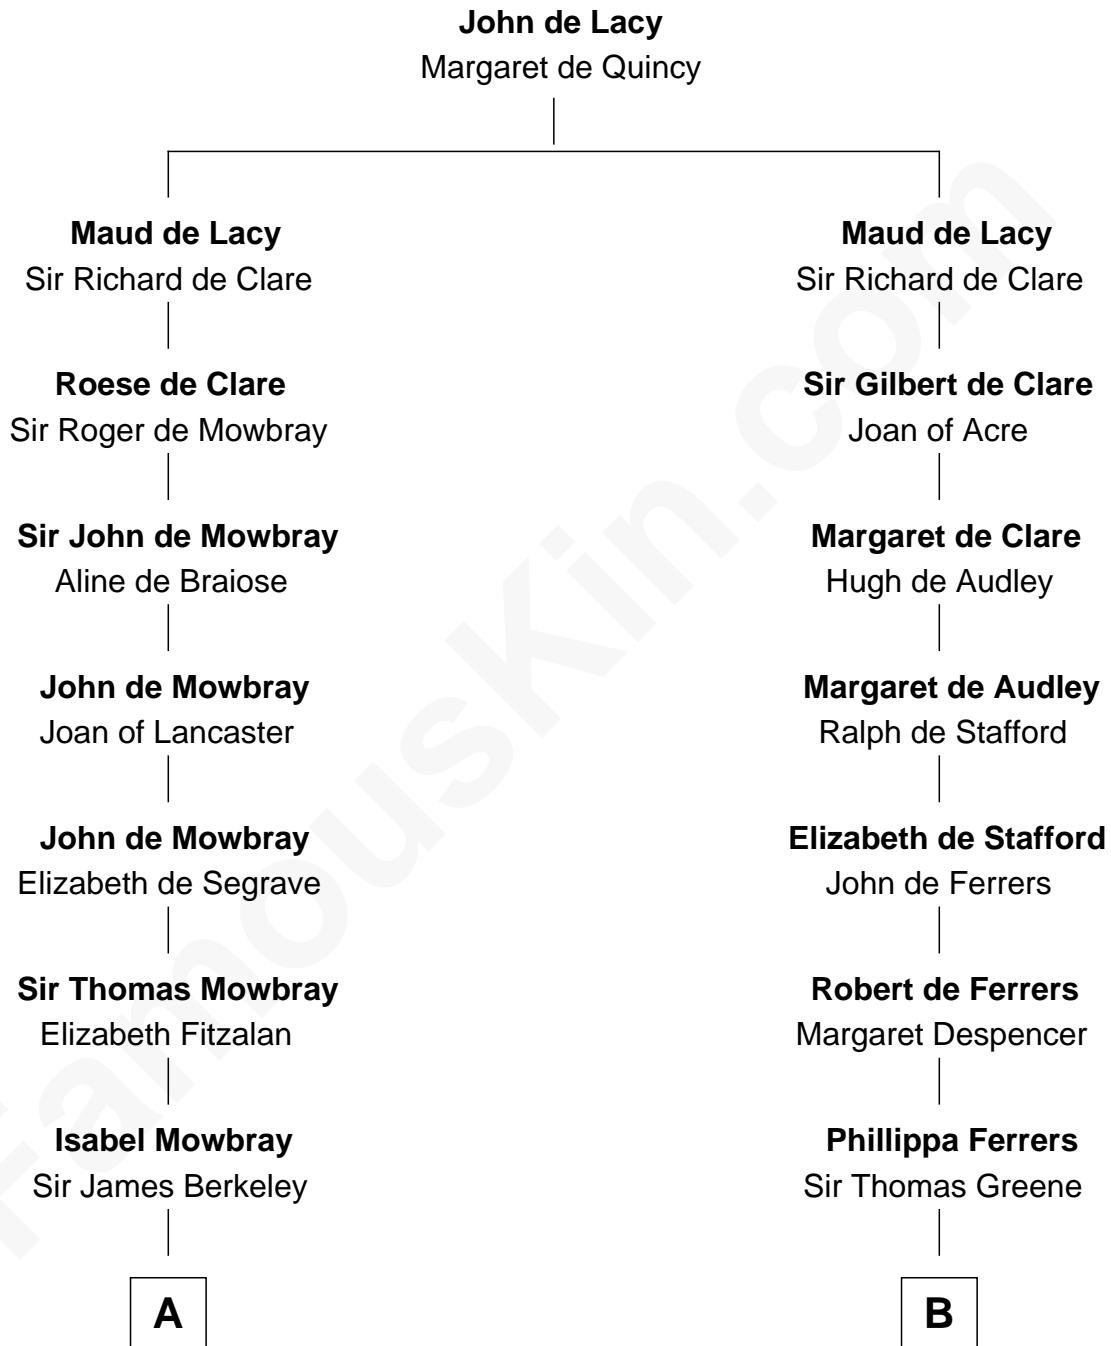 John de Lacy
Margaret de Quincy
Maud de Lacy
Sir Richard de Clare
Roese de Clare
Sir Roger de Mowbray
Sir John de Mowbray
Aline de Braiose
John de Mowbray
Joan of Lancaster
John de Mowbray
Elizabeth de Segrave
Sir Thomas Mowbray
Elizabeth Fitzalan
Isabel Mowbray
Sir James Berkeley
A
Maud de Lacy
Sir Richard de Clare
Sir Gilbert de Clare
Joan of Acre
Margaret de Clare
Hugh de Audley
Margaret de Audley
Ralph de Stafford
Elizabeth de Stafford
John de Ferrers
Robert de Ferrers
Margaret Despencer
Phillippa Ferrers
Sir Thomas Greene
B
FamousKin.com